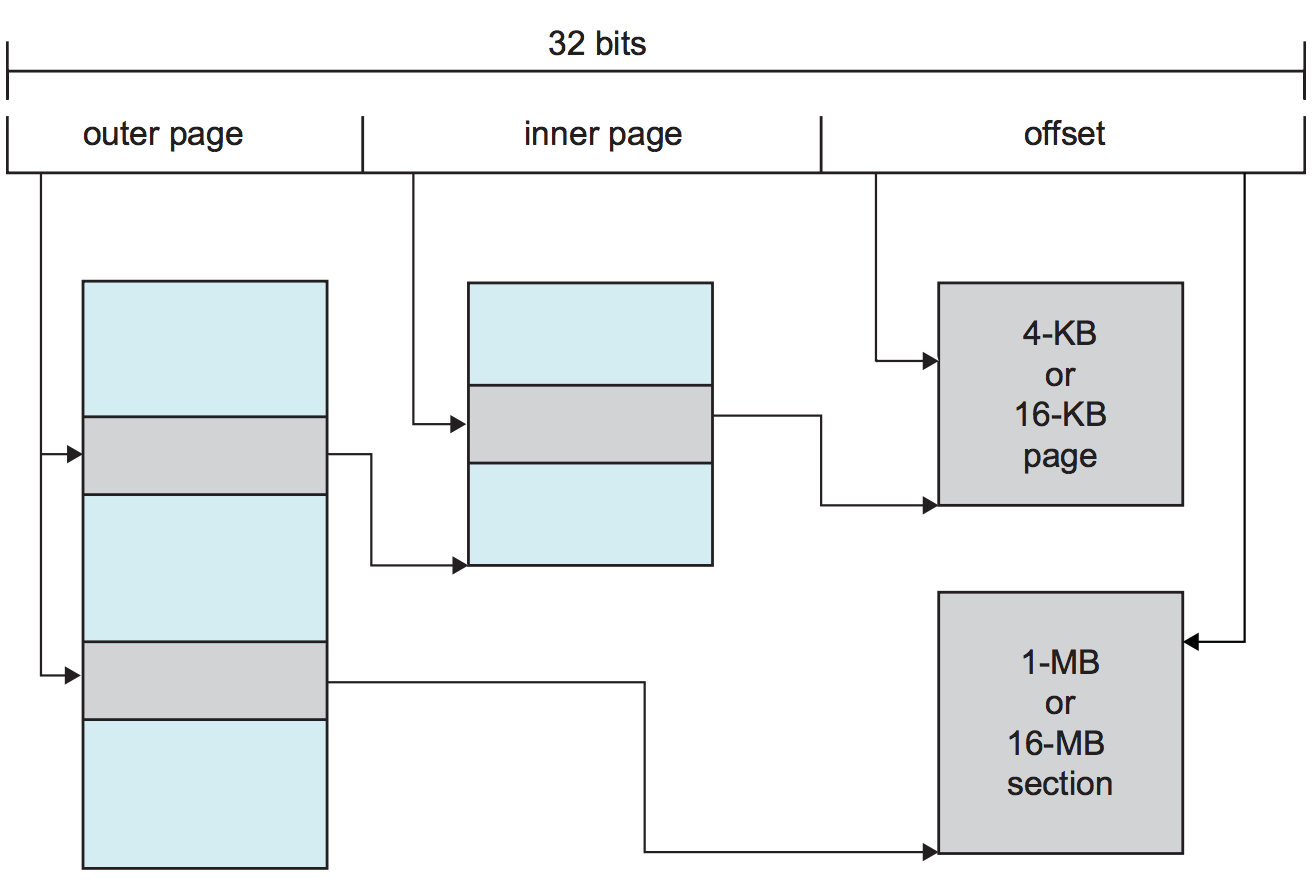 32 bits
outer page
inner page
offset
4-KB
or
16-KB
page
1-MB
or
16-MB
section